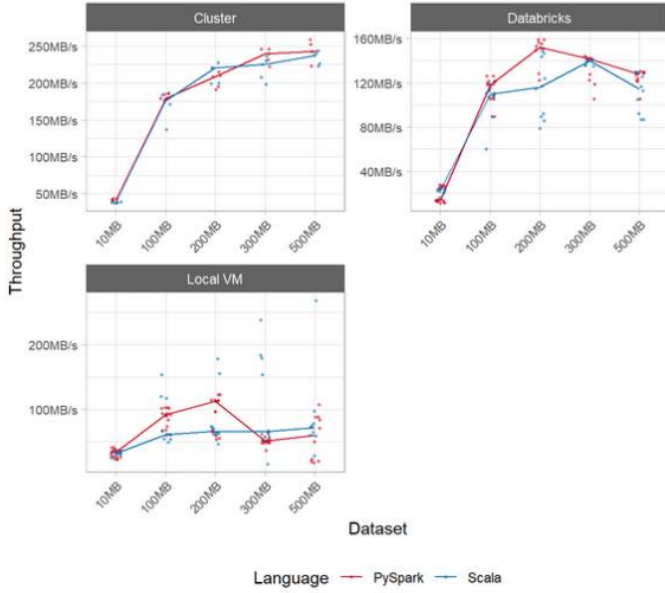 Cluster
Databricks
250MB/s
200MB/s
150MB/s
100MB/s
50MB/s
160MB/s
120MB/s
80MB/s
40MB/s
10MB
100MB
200MB
300MB
500MB
10MB
100MB
200MB
300MB
500MB
Throughput
Local VM
200MB/s
100MB/s
10MB
100MB
200MB
300MB
500MB
Dataset
Language PySpark Scala